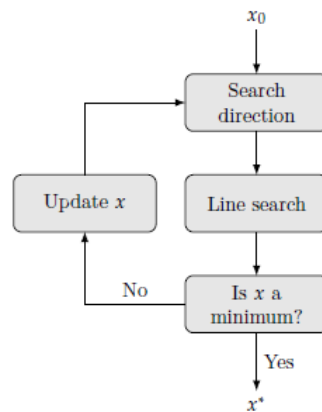 x₀
Search
direction
Update x
Line search
No
Is x a
minimum?
Yes
x*